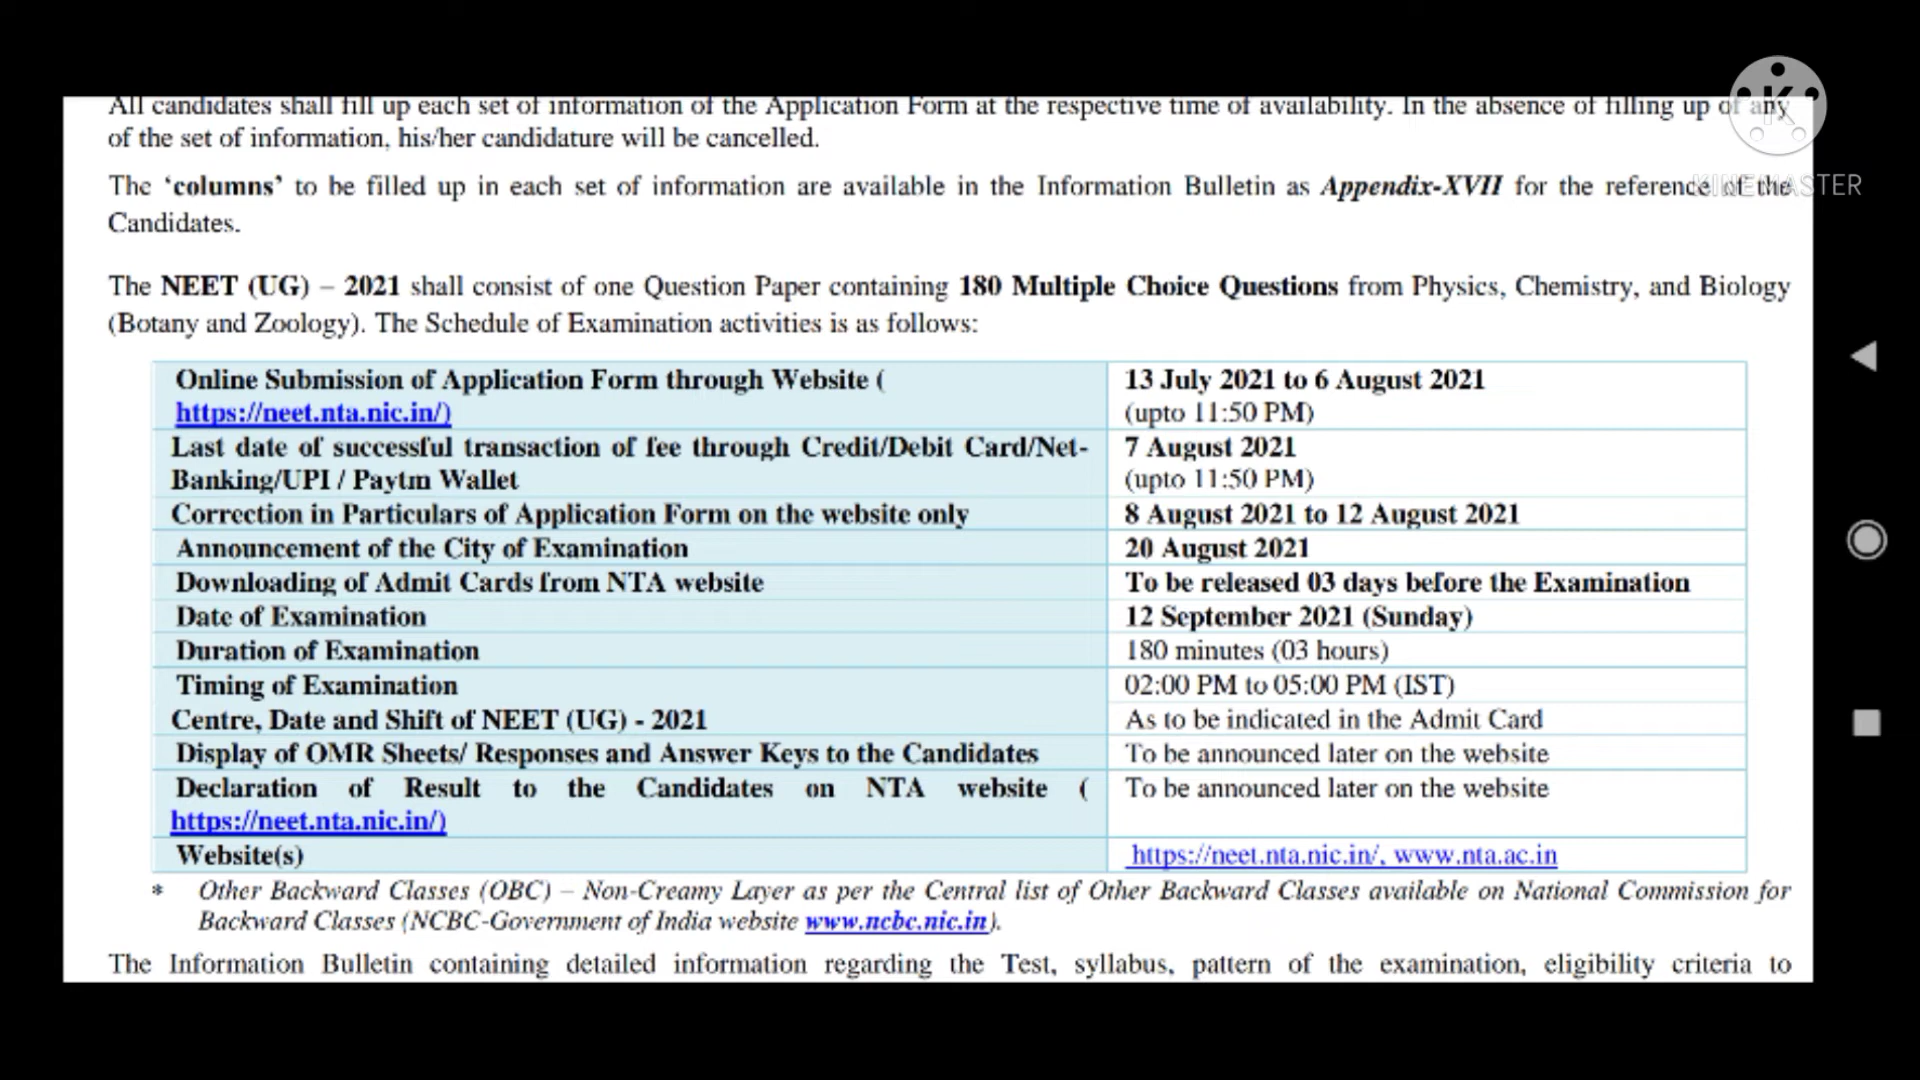 All candidates shall fill up each set of information of the Application Form at the respective time of availability. In the absence of filling up of any
of the set of information, his/her candidature will be cancelled.
The ‘columns’ to be filled up in each set of information are available in the Information Bulletin as Appendix-XVII for the reference of the
Candidates.
KINEMASTER
The NEET (UG) – 2021 shall consist of one Question Paper containing 180 Multiple Choice Questions from Physics, Chemistry, and Biology
(Botany and Zoology). The Schedule of Examination activities is as follows:
Online Submission of Application Form through Website ( 13 July 2021 to 6 August 2021
https://neet.nta.nic.in/) (upto 11:50 PM)
Last date of successful transaction of fee through Credit/Debit Card/Net- 7 August 2021
Banking/UPI / Paytm Wallet (upto 11:50 PM)
Correction in Particulars of Application Form on the website only 8 August 2021 to 12 August 2021
Announcement of the City of Examination 20 August 2021
Downloading of Admit Cards from NTA website To be released 03 days before the Examination
Date of Examination 12 September 2021 (Sunday)
Duration of Examination 180 minutes (03 hours)
Timing of Examination 02:00 PM to 05:00 PM (IST)
Centre, Date and Shift of NEET (UG) - 2021 As to be indicated in the Admit Card
Display of OMR Sheets/ Responses and Answer Keys to the Candidates To be announced later on the website
Declaration of Result to the Candidates on NTA website ( To be announced later on the website
https://neet.nta.nic.in/)
Website(s) https://neet.nta.nic.in/, www.nta.ac.in
* Other Backward Classes (OBC) – Non-Creamy Layer as per the Central list of Other Backward Classes available on National Commission for
Backward Classes (NCBC-Government of India website www.ncbc.nic.in).
The Information Bulletin containing detailed information regarding the Test, syllabus, pattern of the examination, eligibility criteria to